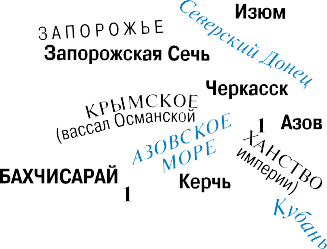 Изюм
Северский Донец
ЗАПОРОЖЬЕ
Запорожская Сечь
Черкасск
КРЫМСКОЕ
(вассал Османской
АЗОВСКОЕ
МОРЕ
1
Азов
ХАНСТВО
империи)
БАХЧИСАРАЙ
1
Керчь
Кубань